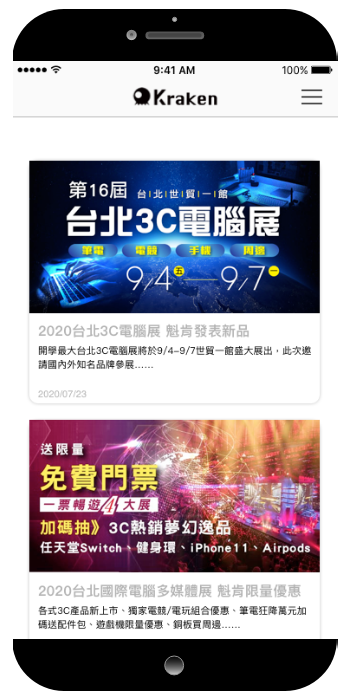 9:41 AM
100%
Kraken
第16屆 台北世貿一館
台北3C電腦展
筆電 電競 手機 周邊
9/4 五 — 9/7 一
2020台北3C電腦展 魁肯發表新品
開學最大台北3C電腦展將於9/4-9/7世貿一館盛大展出,此次邀
請國內外知名品牌參展……
2020/07/23
送限量
免費門票
一票暢遊4大展
加碼抽》3C熱銷夢幻逸品
任天堂Switch、健身環、iPhone11、Airpods
2020台北國際電腦多媒體展 魁肯限量優惠
各式3C產品新上市、獨家電競/電玩組合優惠、筆電狂降萬元加
碼送配件包、遊戲機限量優惠、銅板買周邊……